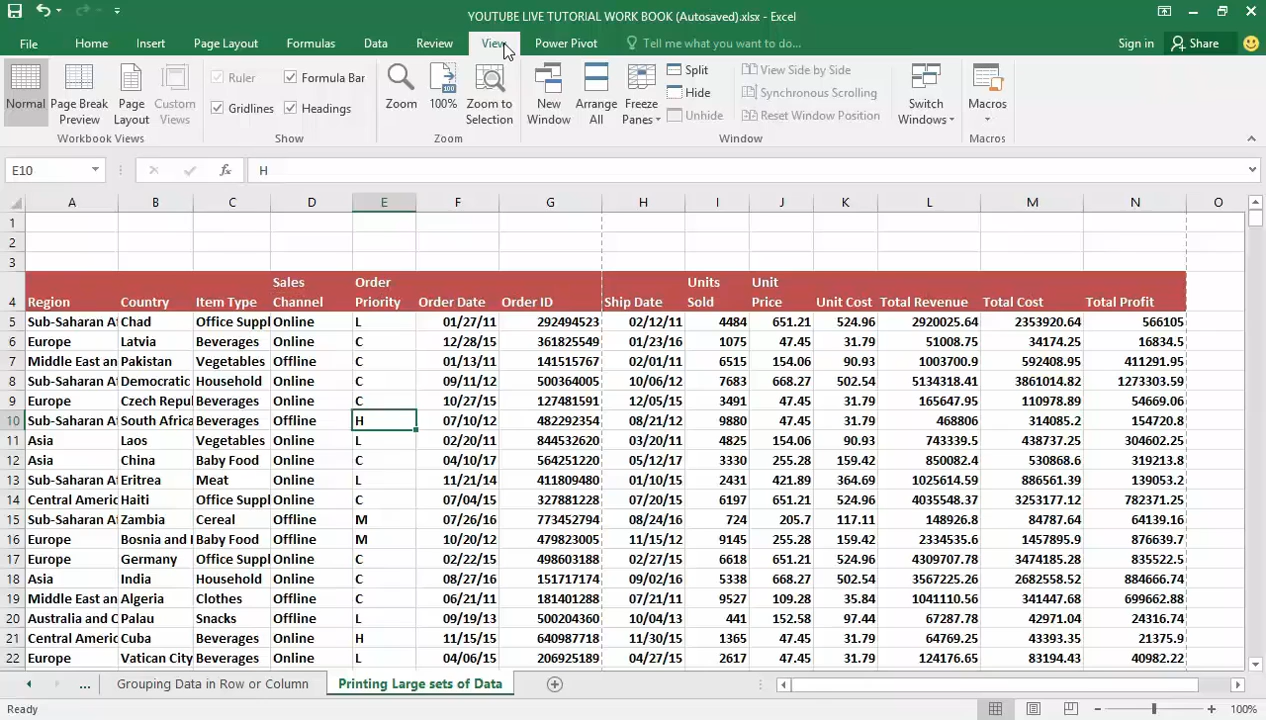 YOUTUBE LIVE TUTORIAL WORK BOOK (Autosaved).xlsx - Excel
File Home Insert Page Layout Formulas Data Review View Power Pivot Tell me what you want to do... Sign in Share
Normal Page Break Preview Page Layout Custom Views
Workbook Views
Ruler Formula Bar
Gridlines Headings
Show
Zoom 100% Zoom to Selection
Zoom
New Window Arrange All Freeze Panes
Split
Hide
Unhide
View Side by Side
Synchronous Scrolling
Reset Window Position
Switch Windows
Window
Macros
Macros
E10 fx H
A B C D E F G H I J K L M N O
1
2
3
4 Region Country Item Type Sales Channel Order Priority Order Date Order ID Ship Date Units Sold Unit Price Unit Cost Total Revenue Total Cost Total Profit
5 Sub-Saharan Af Chad Office Suppl Online L 01/27/11 292494523 02/12/11 4484 651.21 524.96 2920025.64 2353920.64 566105
6 Europe Latvia Beverages Online C 12/28/15 361825549 01/23/16 1075 47.45 31.79 51008.75 34174.25 16834.5
7 Middle East an Pakistan Vegetables Offline C 01/13/11 141515767 02/01/11 6515 154.06 90.93 1003700.9 592408.95 411291.95
8 Sub-Saharan Af Democratic Household Online C 09/11/12 500364005 10/06/12 7683 668.27 502.54 5134318.41 3861014.82 1273303.59
9 Europe Czech Repu Beverages Online C 10/27/15 127481591 12/05/15 3491 47.45 31.79 165647.95 110978.89 54669.06
10 Sub-Saharan Af South Africa Beverages Offline H 07/10/12 482292354 08/21/12 9880 47.45 31.79 468806 314085.2 154720.8
11 Asia Laos Vegetables Online L 02/20/11 844532620 03/20/11 4825 154.06 90.93 743339.5 438737.25 304602.25
12 Asia China Baby Food Online C 04/10/17 564251220 05/12/17 3330 255.28 159.42 850082.4 530868.6 319213.8
13 Sub-Saharan Af Eritrea Meat Online L 11/21/14 411809480 01/10/15 2431 421.89 364.69 1025614.59 886561.39 139053.2
14 Central Americ Haiti Office Suppl Online C 07/04/15 327881228 07/20/15 6197 651.21 524.96 4035548.37 3253177.12 782371.25
15 Sub-Saharan Af Zambia Cereal Offline M 07/26/16 773452794 08/24/16 724 205.7 117.11 148926.8 84787.64 64139.16
16 Europe Bosnia and I Baby Food Offline M 10/20/12 479823005 11/15/12 9145 255.28 159.42 2334535.6 1457895.9 876639.7
17 Europe Germany Office Suppl Online C 02/22/15 498603188 02/27/15 6618 651.21 524.96 4309707.78 3474185.28 835522.5
18 Asia India Household Online C 08/27/16 151717174 09/02/16 5338 668.27 502.54 3567225.26 2682558.52 884666.74
19 Middle East an Algeria Clothes Offline C 06/21/11 181401288 07/21/11 9527 109.28 35.84 1041110.56 341447.68 699662.88
20 Australia and C Palau Snacks Offline L 09/19/13 500204360 10/04/13 441 152.58 97.44 67287.78 42971.04 24316.74
21 Central Americ Cuba Beverages Online H 11/15/15 640987718 11/30/15 1365 47.45 31.79 64769.25 43393.35 21375.9
22 Europe Vatican City Beverages Online L 04/06/15 206925189 04/27/15 2617 47.45 31.79 124176.65 83194.43 40982.22
... Grouping Data in Row or Column Printing Large sets of Data
Ready 100%